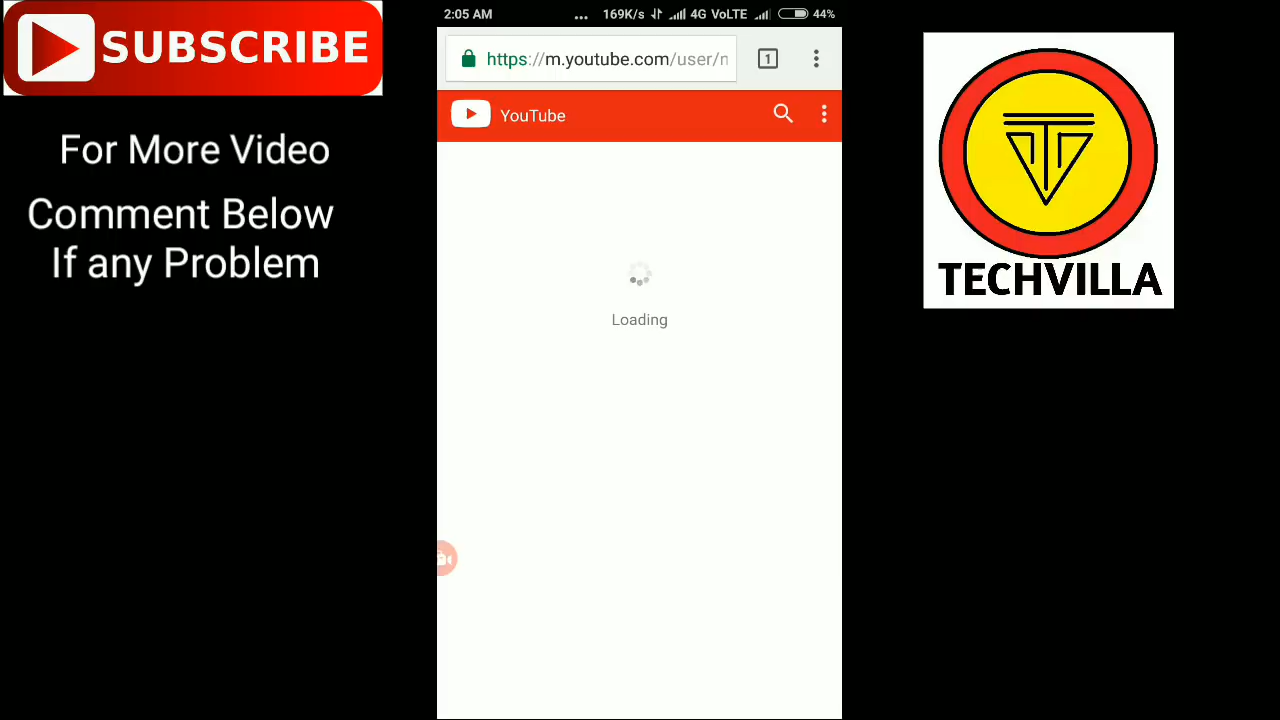 SUBSCRIBE
For More Video
Comment Below
If any Problem
2:05 AM ... 169K/s 4G VoLTE 44%
https://m.youtube.com/user/n
1
YouTube
Loading
TECHVILLA